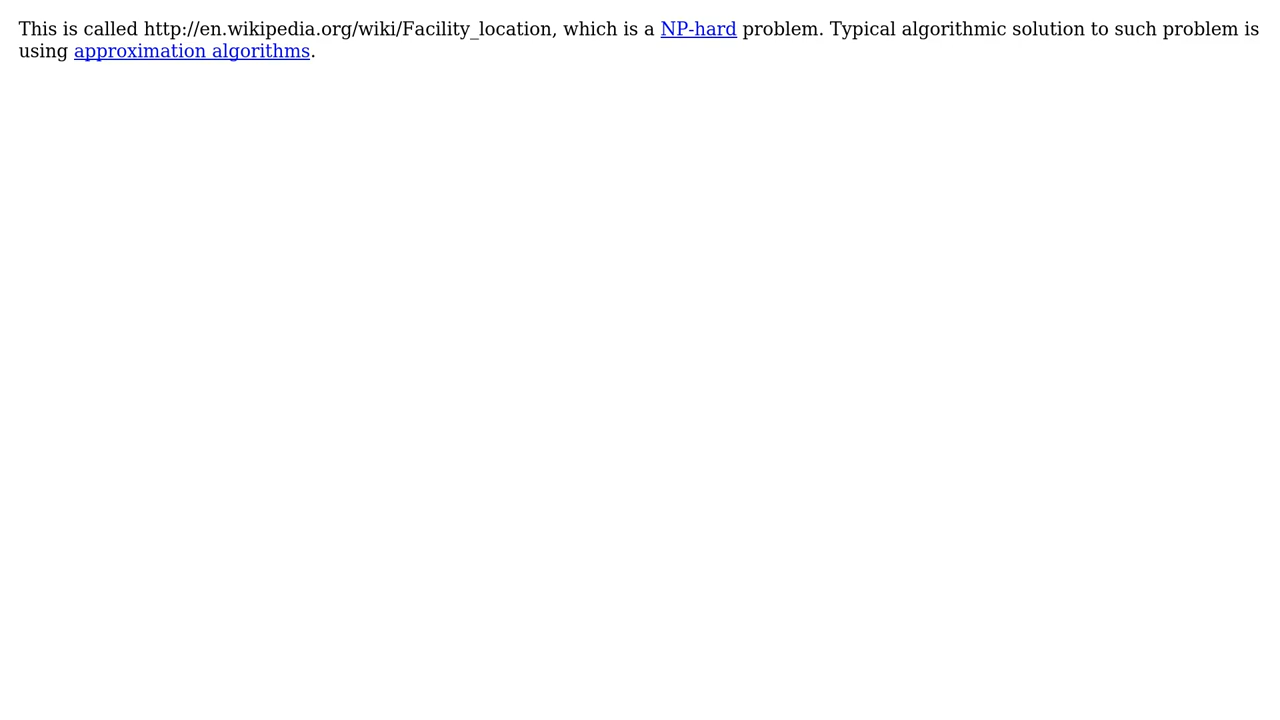 This is called http://en.wikipedia.org/wiki/Facility_location, which is a NP-hard problem. Typical algorithmic solution to such problem is
using approximation algorithms.